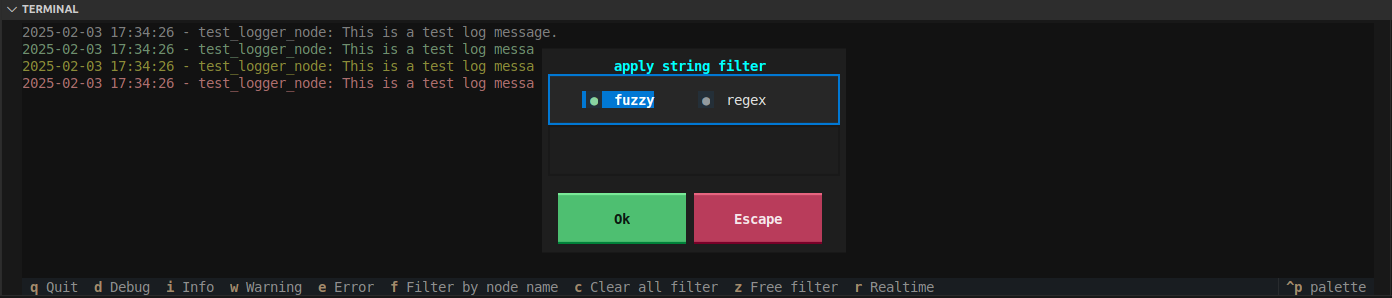 TERMINAL
2025-02-03 17:34:26 - test_logger_node: This is a test log message.
2025-02-03 17:34:26 - test_logger_node: This is a test log messa
2025-02-03 17:34:26 - test_logger_node: This is a test log messa
2025-02-03 17:34:26 - test_logger_node: This is a test log messa
apply string filter
fuzzy regex
Ok Escape
q Quit d Debug i Info w Warning e Error f Filter by node name c Clear all filter z Free filter r Realtime ^p palette